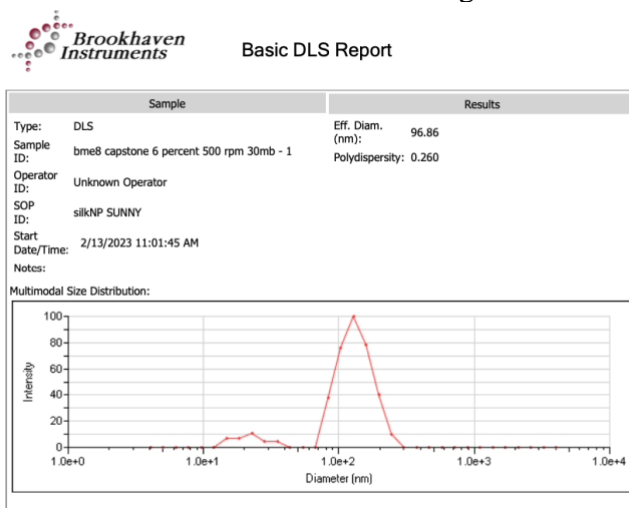 Brookhaven
Instruments
Basic DLS Report
Sample
Results
Type: DLS
Sample ID: bme8 capstone 6 percent 500 rpm 30mb - 1
Operator ID: Unknown Operator
SOP ID: silkNP SUNNY
Start Date/Time: 2/13/2023 11:01:45 AM
Notes:
Eff. Diam. (nm): 96.86
Polydispersity: 0.260
Multimodal Size Distribution:
Intensity
100
80
60
40
20
0
1.0e+0 1.0e+1 1.0e+2 1.0e+3 1.0e+4
Diameter (nm)